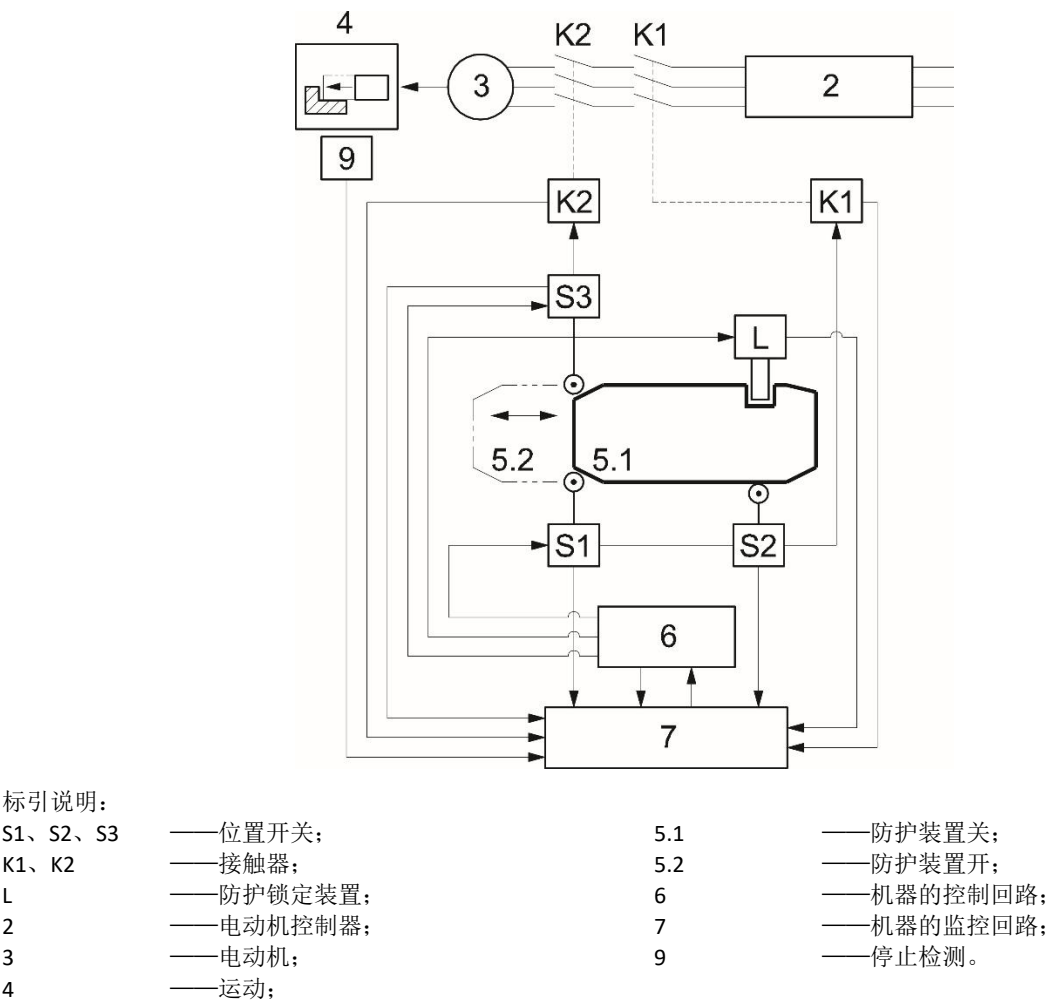 4
K2 K1
3 2
9
K2 K1
S3
L
5.2 5.1
S1 S2
6
7
标引说明：
S1、S2、S3 ——位置开关； 5.1 ——防护装置关；
K1、K2 ——接触器； 5.2 ——防护装置开；
L ——防护锁定装置； 6 ——机器的控制回路；
2 ——电动机控制器； 7 ——机器的监控回路；
3 ——电动机； 9 ——停止检测。
4 ——运动；